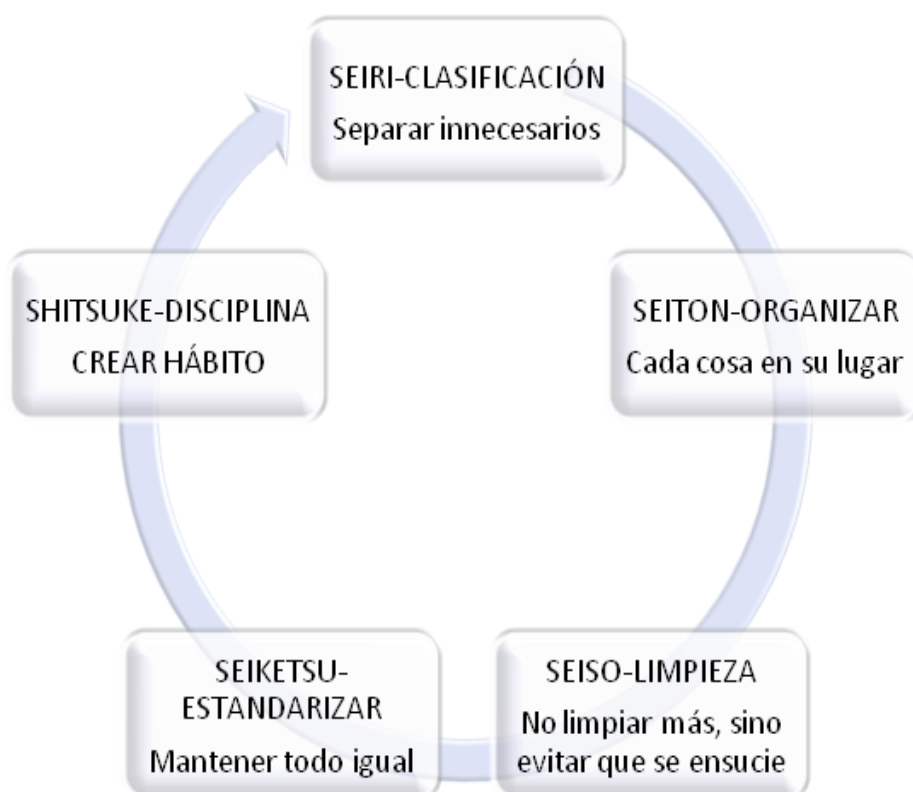 SEIRI-CLASIFICACIÓN
Separar innecesarios
SEITON-ORGANIZAR
Cada cosa en su lugar
SEISO-LIMPIEZA
No limpiar más, sino
evitar que se ensucie
SEIKETSU-
ESTANDARIZAR
Mantener todo igual
SHITSUKE-DISCIPLINA
CREAR HÁBITO